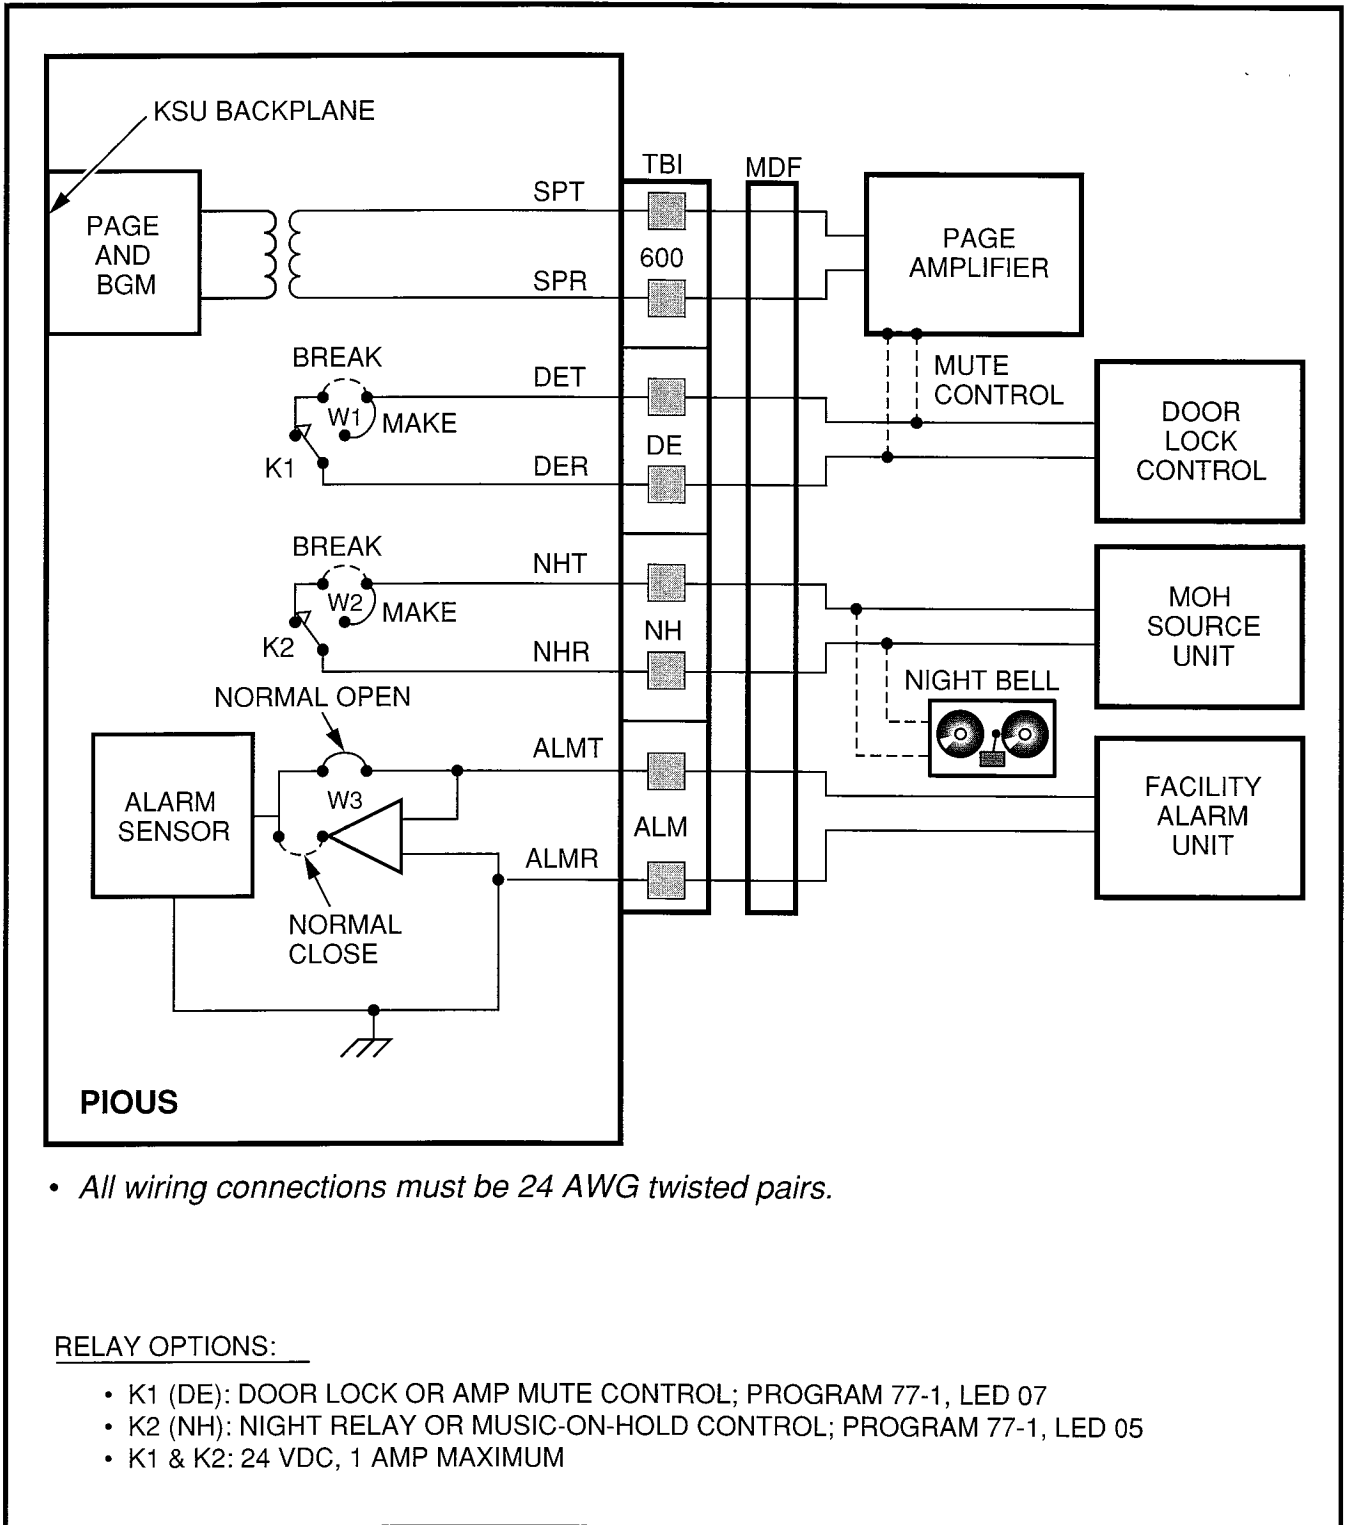 KSU BACKPLANE
PAGE
AND
BGM
SPT
SPR
TBI
600
MDF
PAGE
AMPLIFIER
MUTE
CONTROL
BREAK
W1
MAKE
K1
DET
DER
DE
DOOR
LOCK
CONTROL
BREAK
W2
MAKE
K2
NHT
NHR
NH
MOH
SOURCE
UNIT
NIGHT BELL
NORMAL OPEN
ALARM
SENSOR
W3
NORMAL
CLOSE
ALMT
ALMR
ALM
FACILITY
ALARM
UNIT
PIOUS
• All wiring connections must be 24 AWG twisted pairs.
RELAY OPTIONS:
• K1 (DE): DOOR LOCK OR AMP MUTE CONTROL; PROGRAM 77-1, LED 07
• K2 (NH): NIGHT RELAY OR MUSIC-ON-HOLD CONTROL; PROGRAM 77-1, LED 05
• K1 & K2: 24 VDC, 1 AMP MAXIMUM